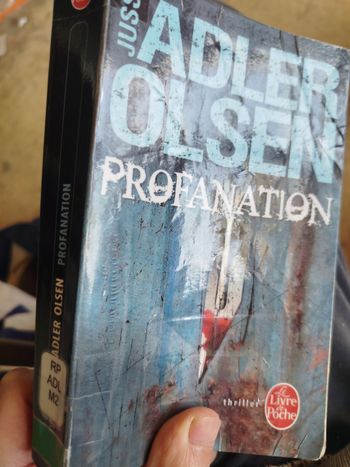 JUSSI
ADLER
OLSEN
PROFANATION
thriller
Le
Livre
de
Poche
ADLER OLSEN PROFANATION
RP
ADL
M2